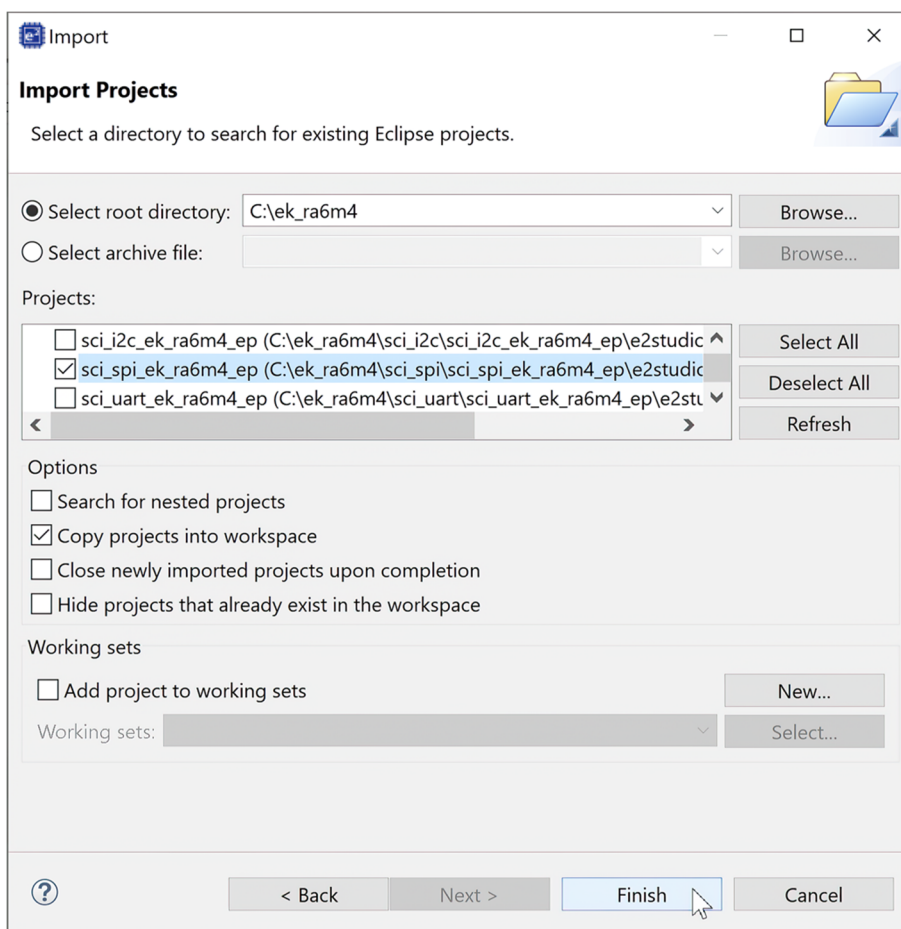 Import
Import Projects
Select a directory to search for existing Eclipse projects.
Select root directory: C:\ek_ra6m4 Browse...
Select archive file: Browse...
Projects:
sci_i2c_ek_ra6m4_ep (C:\ek_ra6m4\sci_i2c\sci_i2c_ek_ra6m4_ep\e2studio Select All
sci_spi_ek_ra6m4_ep (C:\ek_ra6m4\sci_spi\sci_spi_ek_ra6m4_ep\e2studio Deselect All
sci_uart_ek_ra6m4_ep (C:\ek_ra6m4\sci_uart\sci_uart_ek_ra6m4_ep\e2stu Refresh
Options
Search for nested projects
Copy projects into workspace
Close newly imported projects upon completion
Hide projects that already exist in the workspace
Working sets
Add project to working sets New...
Working sets: Select...
? < Back Next > Finish Cancel